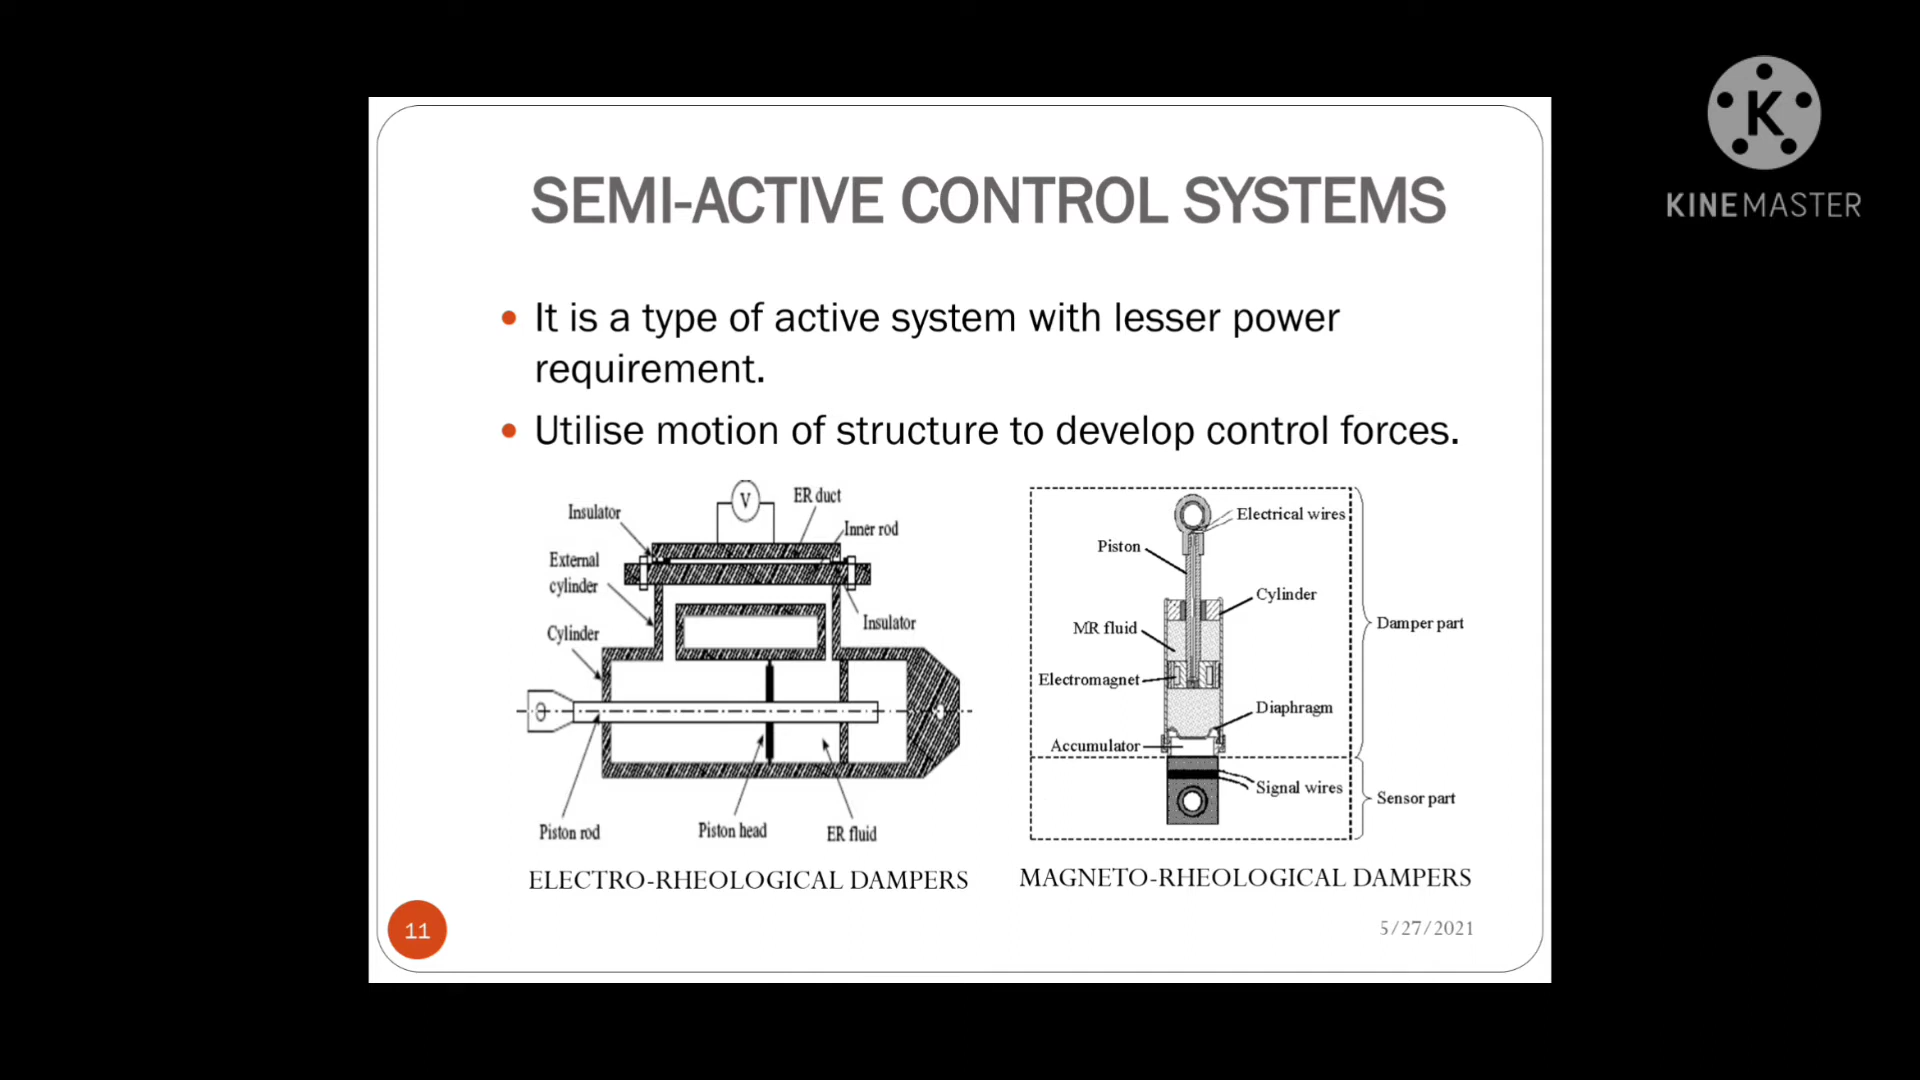 K
KINEMASTER
SEMI-ACTIVE CONTROL SYSTEMS
• It is a type of active system with lesser power
requirement.
• Utilise motion of structure to develop control forces.
V
ER duct
Insulator
Inner rod
External
cylinder
Insulator
Cylinder
Piston rod
Piston head
ER fluid
ELECTRO-RHEOLOGICAL DAMPERS
Electrical wires
Piston
Cylinder
MR fluid
Damper part
Electromagnet
Diaphragm
Accumulator
Signal wires
Sensor part
MAGNETO-RHEOLOGICAL DAMPERS
11
5/27/2021